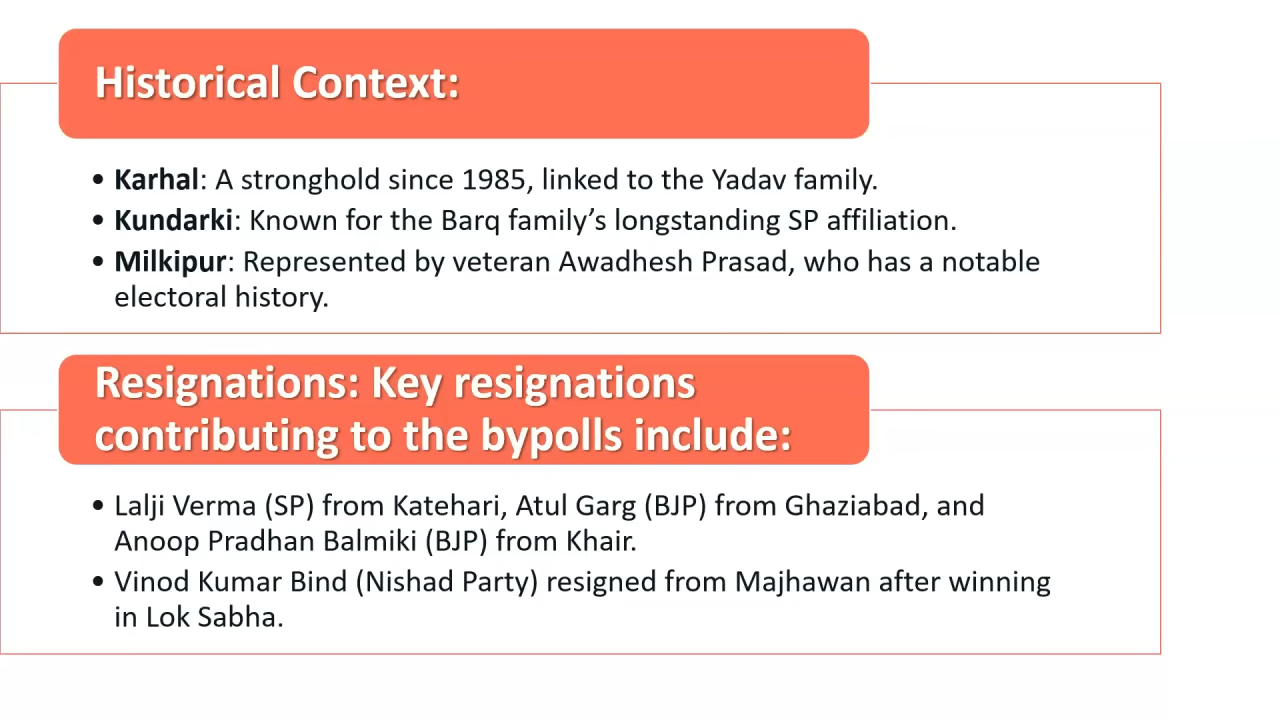 Historical Context:
• Karhal: A stronghold since 1985, linked to the Yadav family.
• Kundarki: Known for the Barq family’s longstanding SP affiliation.
• Milkipur: Represented by veteran Awadhesh Prasad, who has a notable
electoral history.
Resignations: Key resignations
contributing to the bypolls include:
• Lalji Verma (SP) from Katehari, Atul Garg (BJP) from Ghaziabad, and
Anoop Pradhan Balmiki (BJP) from Khair.
• Vinod Kumar Bind (Nishad Party) resigned from Majhawan after winning
in Lok Sabha.